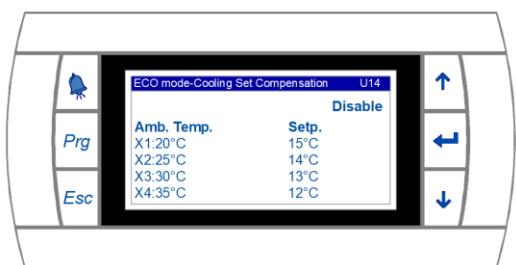 ECO mode-Cooling Set Compensation U14
Disable
Amb. Temp. Setp.
X1:20°C 15°C
X2:25°C 14°C
X3:30°C 13°C
X4:35°C 12°C
Prg
Esc